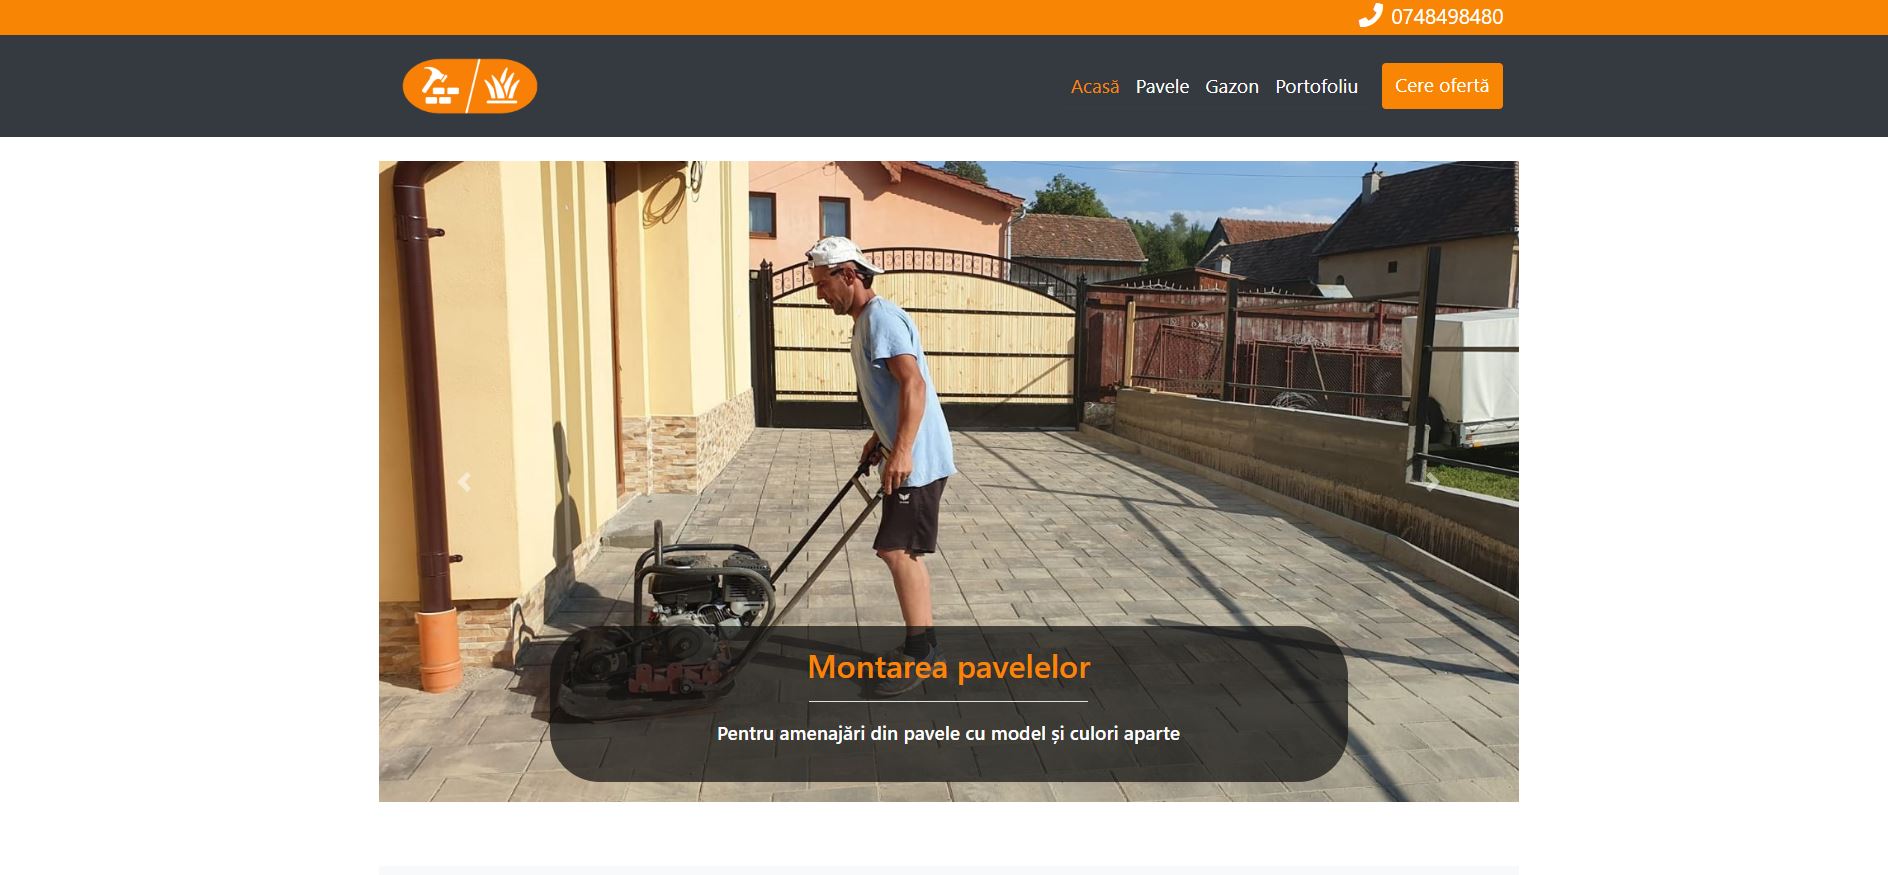 0748498480
Acasă Pavele Gazon Portofoliu Cere ofertă
Montarea pavelelor
Pentru amenajări din pavele cu model și culori aparte